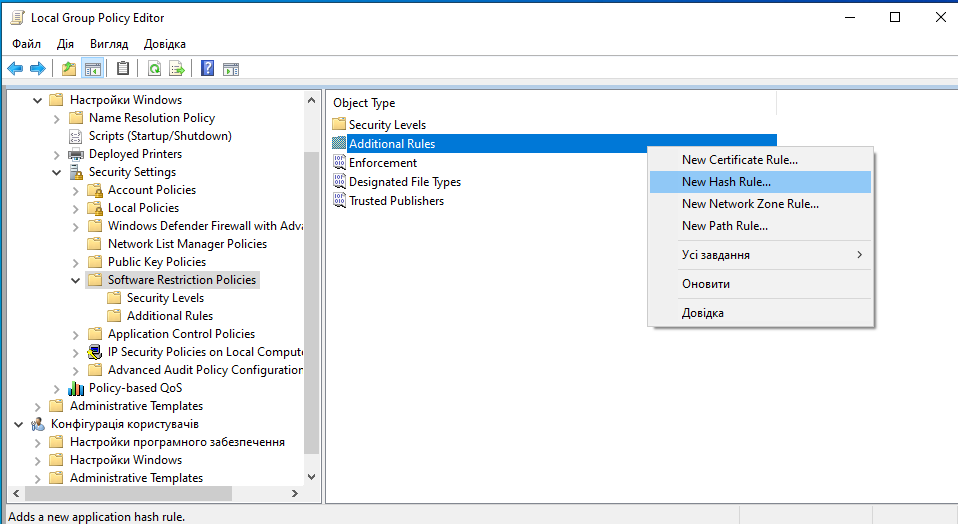 Local Group Policy Editor
Файл Дія Вигляд Довідка
Настройки Windows
Name Resolution Policy
Scripts (Startup/Shutdown)
Deployed Printers
Security Settings
Account Policies
Local Policies
Windows Defender Firewall with Adva
Network List Manager Policies
Public Key Policies
Software Restriction Policies
Security Levels
Additional Rules
Application Control Policies
IP Security Policies on Local Compute
Advanced Audit Policy Configuration
Policy-based QoS
Administrative Templates
Конфігурація користувачів
Настройки програмного забезпечення
Настройки Windows
Administrative Templates
Object Type
Security Levels
Additional Rules
Enforcement
Designated File Types
Trusted Publishers
New Certificate Rule...
New Hash Rule...
New Network Zone Rule...
New Path Rule...
Усі завдання
Оновити
Довідка
Adds a new application hash rule.